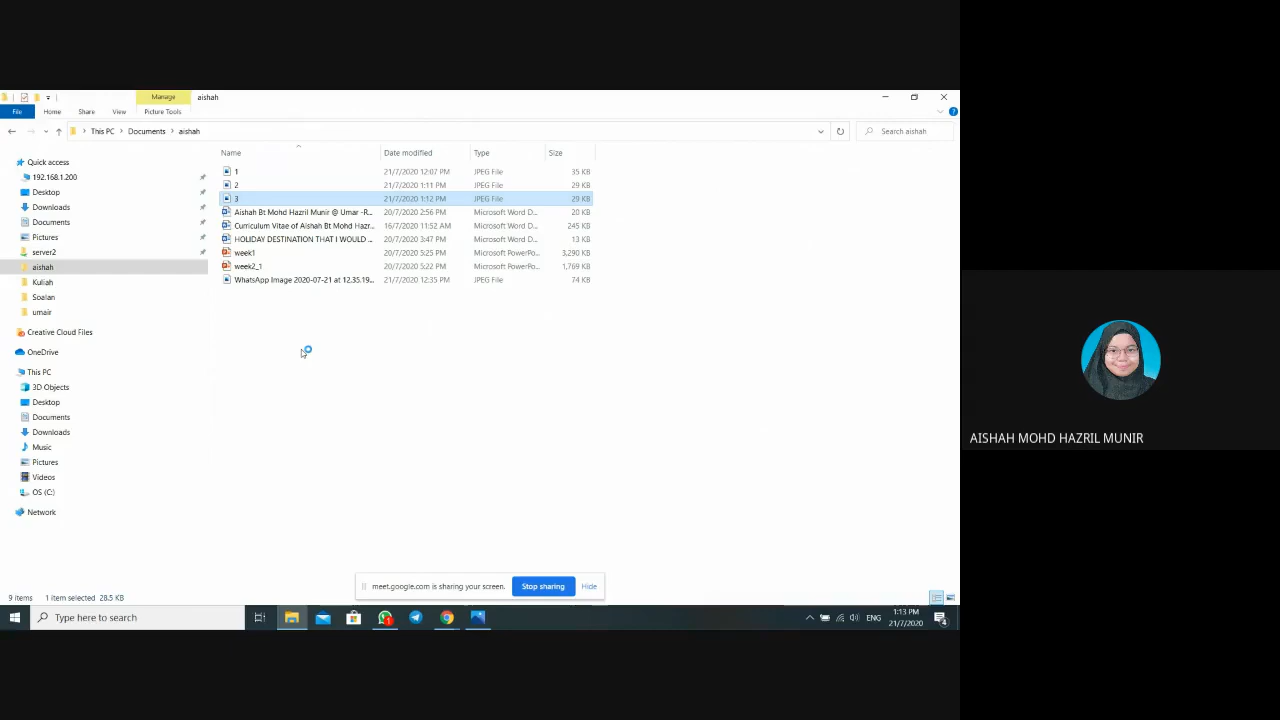 Manage aishah
File Home Share View Picture Tools
This PC Documents aishah Search aishah
Name Date modified Type Size
Quick access
192.168.1.200
Desktop
Downloads
Documents
Pictures
server2
aishah
Kuliah
Soalan
umair
Creative Cloud Files
OneDrive
This PC
3D Objects
Desktop
Documents
Downloads
Music
Pictures
Videos
OS (C:)
Network
1 21/7/2020 12:07 PM JPEG File 35 KB
2 21/7/2020 1:11 PM JPEG File 29 KB
3 21/7/2020 1:12 PM JPEG File 29 KB
Aishah Bt Mohd Hazril Munir @ Umar -R... 20/7/2020 2:56 PM Microsoft Word D... 20 KB
Curriculum Vitae of Aishah Bt Mohd Hazr... 16/7/2020 11:52 AM Microsoft Word D... 245 KB
HOLIDAY DESTINATION THAT I WOULD ... 20/7/2020 3:47 PM Microsoft Word D... 13 KB
week1 20/7/2020 5:25 PM Microsoft PowerPo... 3,290 KB
week2_1 20/7/2020 5:22 PM Microsoft PowerPo... 1,769 KB
WhatsApp Image 2020-07-21 at 12.35.19... 21/7/2020 12:35 PM JPEG File 74 KB
AISHAH MOHD HAZRIL MUNIR
meet.google.com is sharing your screen. Stop sharing Hide
9 items 1 item selected 28.5 KB
Type here to search
ENG
1:13 PM
21/7/2020
4